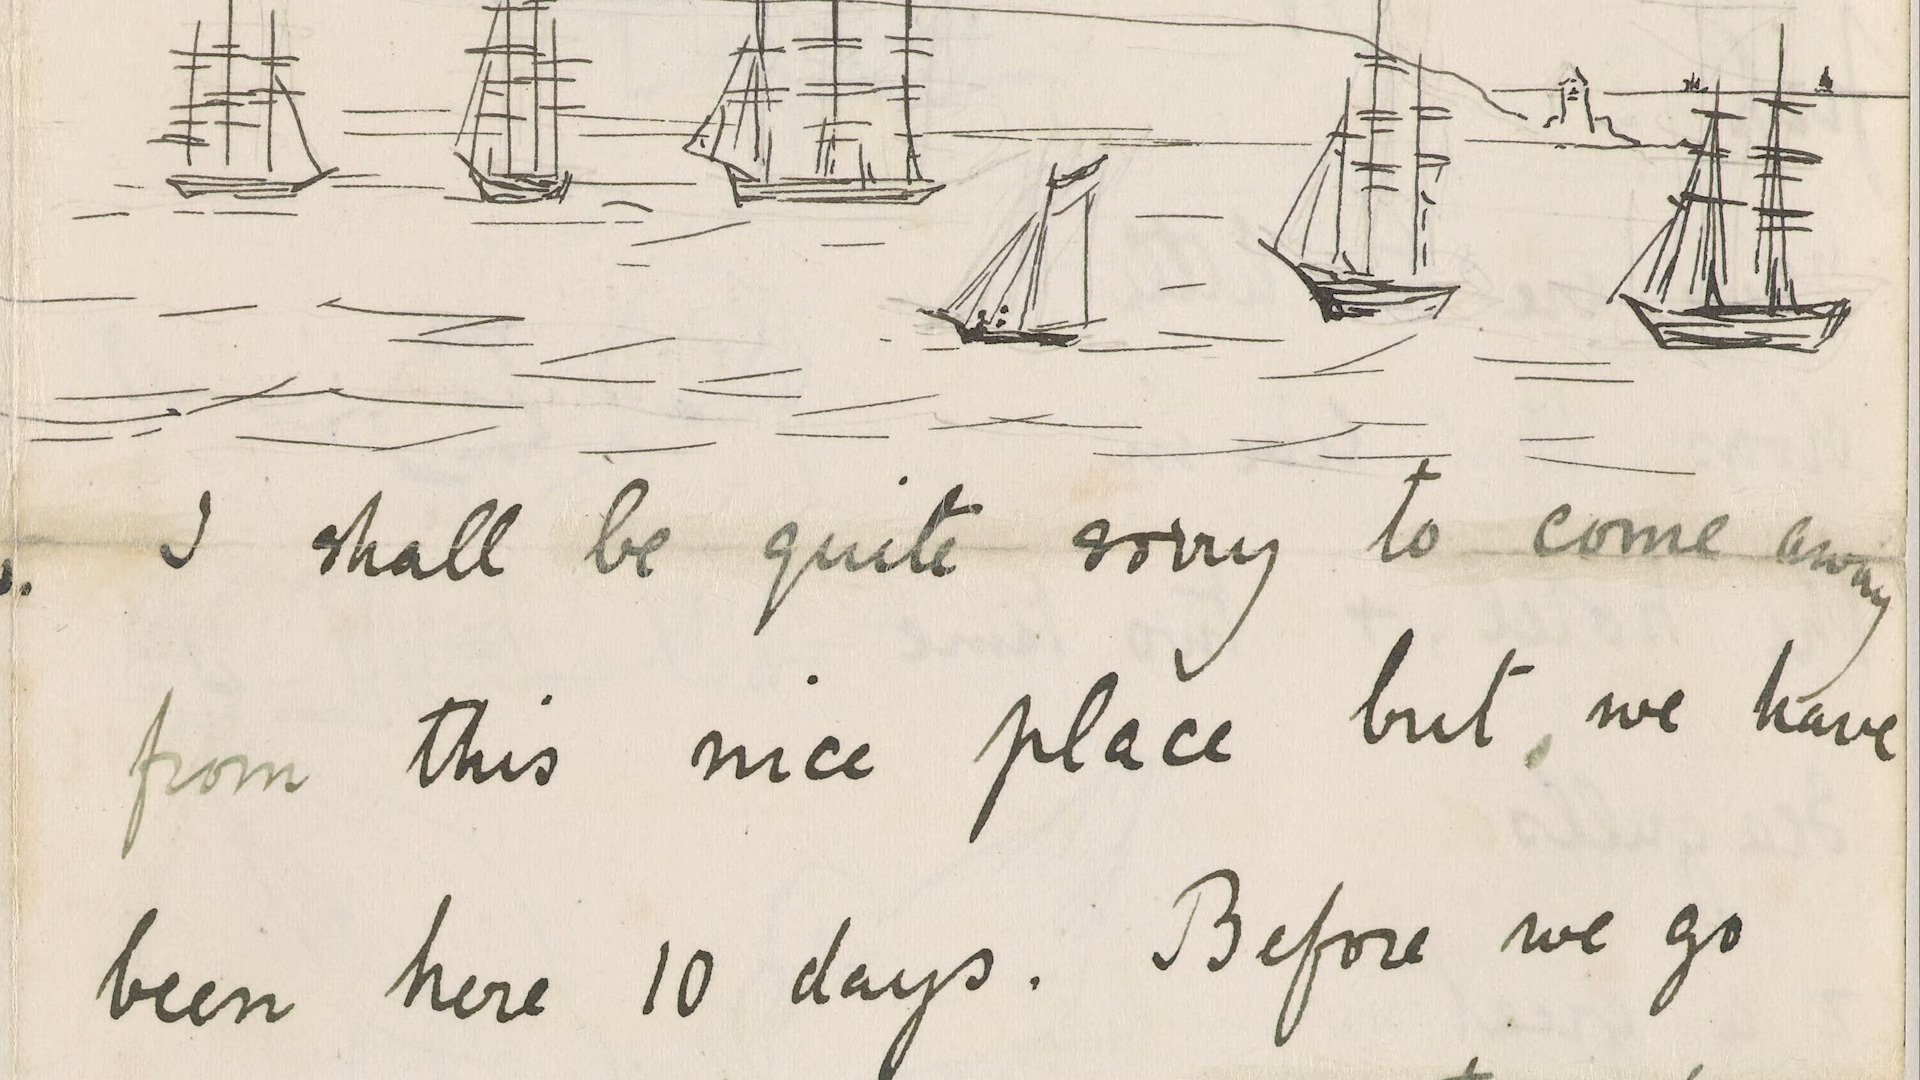 I shall be quite sorry to come away
from this nice place but, we have
been here 10 days. Before we go